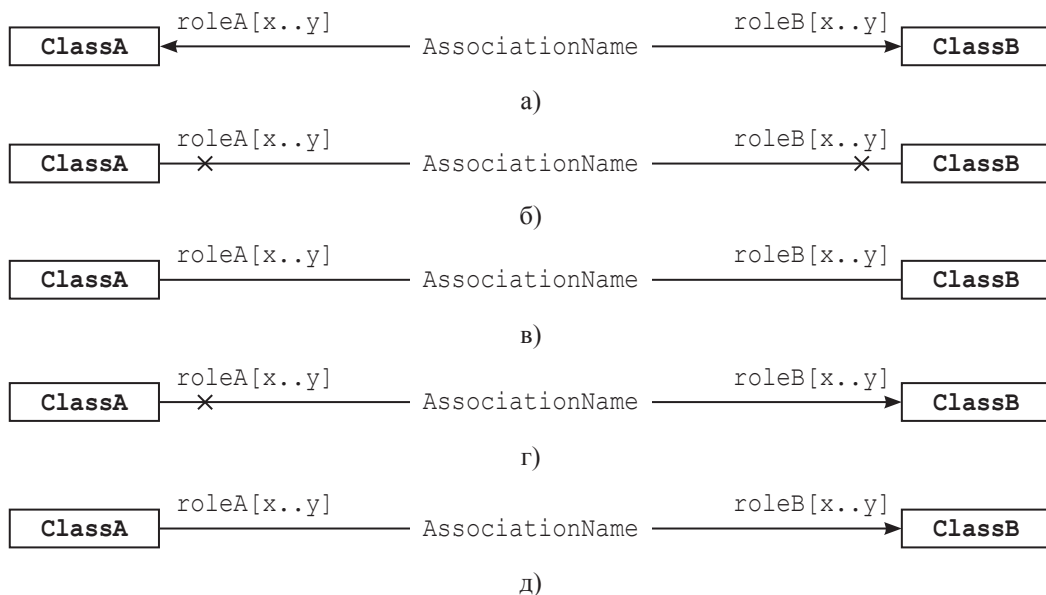 roleA[x..y] roleB[x..y]
ClassA AssociationName ClassB
а)
roleA[x..y] roleB[x..y]
ClassA AssociationName ClassB
б)
roleA[x..y] roleB[x..y]
ClassA AssociationName ClassB
в)
roleA[x..y] roleB[x..y]
ClassA AssociationName ClassB
г)
roleA[x..y] roleB[x..y]
ClassA AssociationName ClassB
д)